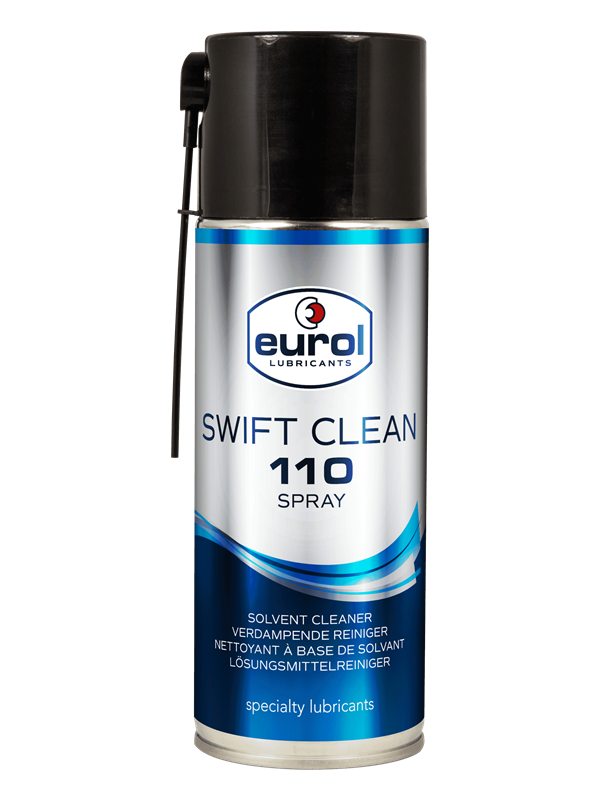 eurol
LUBRICANTS
SWIFT CLEAN
110
SPRAY
SOLVENT CLEANER
VERDAMPENDE REINIGER
NETTOYANT À BASE DE SOLVANT
LÖSUNGSMITTELREINIGER
specialty lubricants